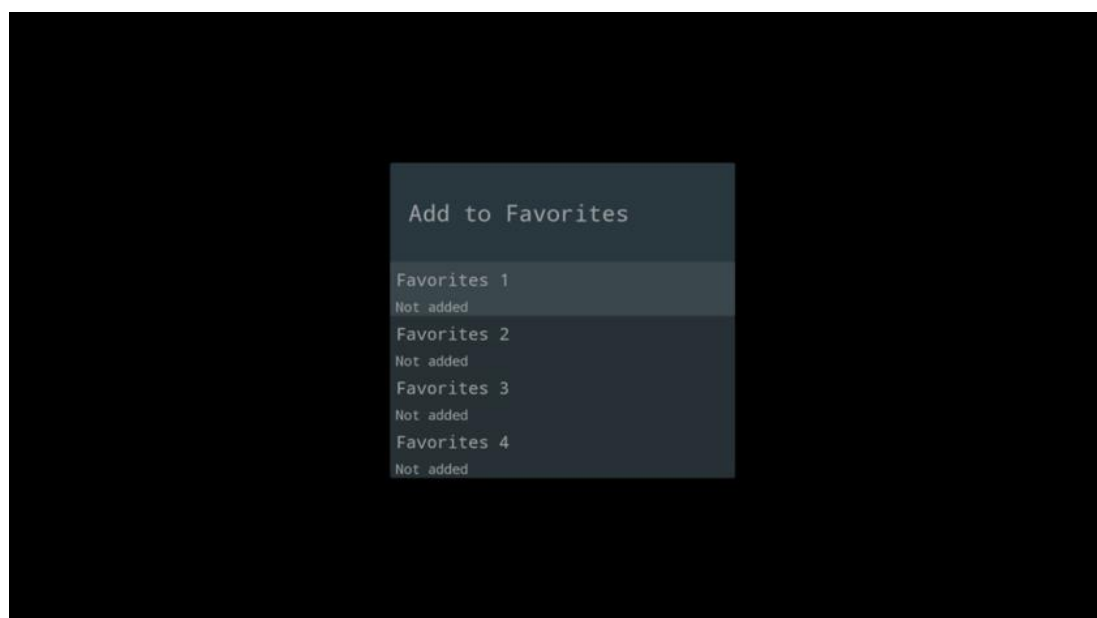 Add to Favorites
Favorites 1
Not added
Favorites 2
Not added
Favorites 3
Not added
Favorites 4
Not added